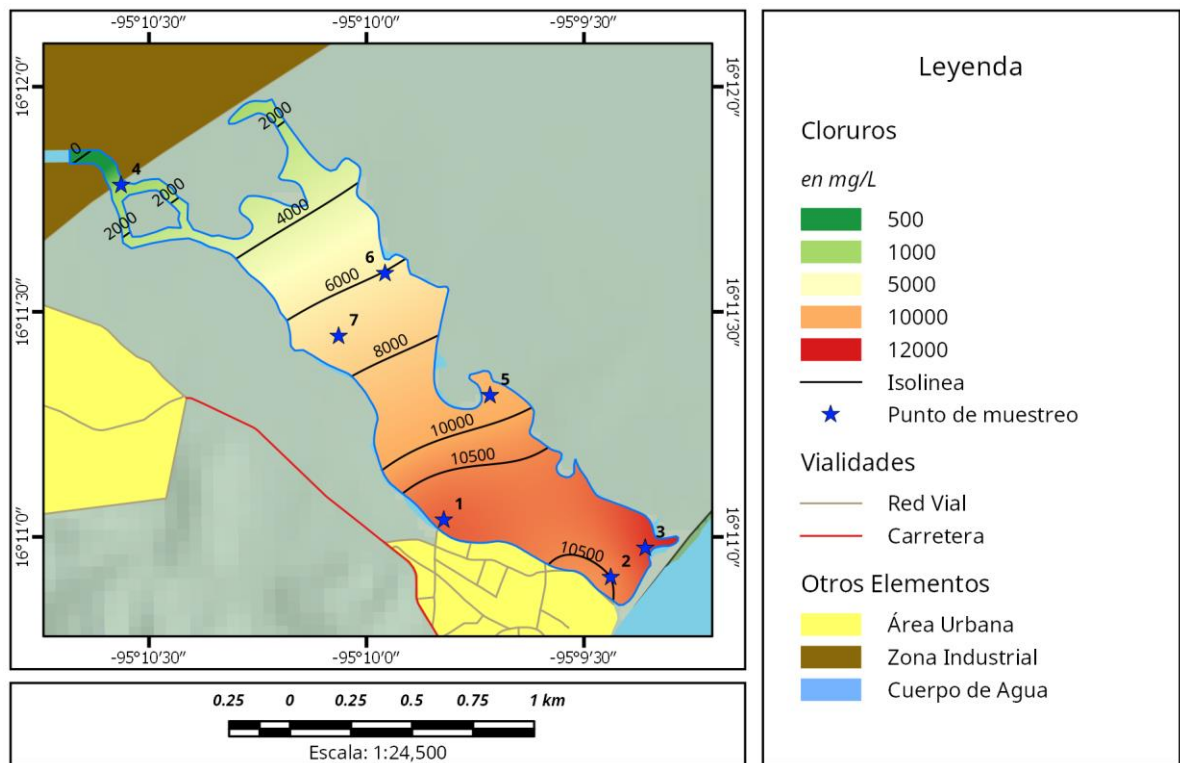 -95°10'30" -95°10'0" -95°9'30"
16°12'0" 16°12'0"
2000
0
4
2000
2000
4000
6
6000
16°11'30" 16°11'30"
7
8000
5
10000
10500
1
3
16°11'0" 16°11'0"
10500
2
-95°10'30" -95°10'0" -95°9'30"
0.25 0 0.25 0.5 0.75 1 km
Escala: 1:24,500
Leyenda
Cloruros
en mg/L
500
1000
5000
10000
12000
Isolinea
Punto de muestreo
Vialidades
Red Vial
Carretera
Otros Elementos
Área Urbana
Zona Industrial
Cuerpo de Agua